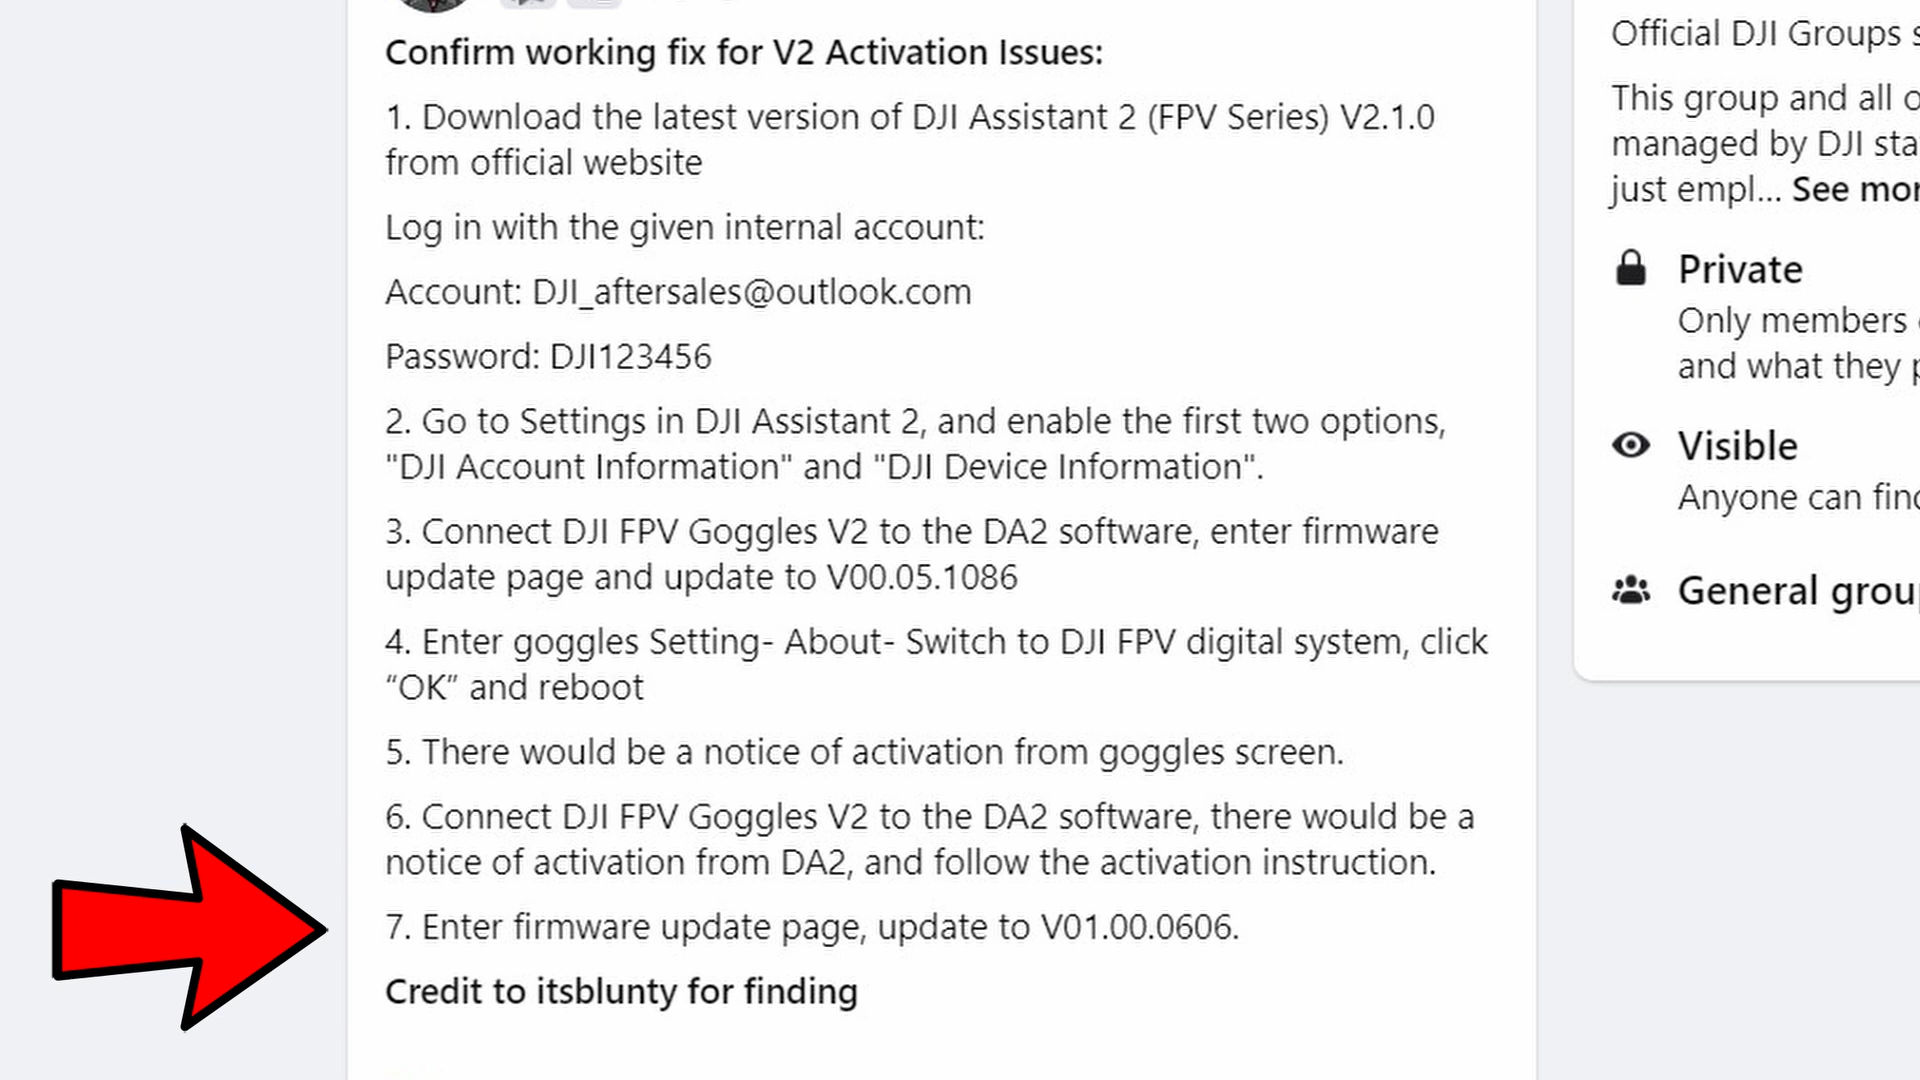 Confirm working fix for V2 Activation Issues:
1. Download the latest version of DJI Assistant 2 (FPV Series) V2.1.0
from official website
Log in with the given internal account:
Account: DJI_aftersales@outlook.com
Password: DJI123456
2. Go to Settings in DJI Assistant 2, and enable the first two options,
"DJI Account Information" and "DJI Device Information".
3. Connect DJI FPV Goggles V2 to the DA2 software, enter firmware
update page and update to V00.05.1086
4. Enter goggles Setting- About- Switch to DJI FPV digital system, click
“OK” and reboot
5. There would be a notice of activation from goggles screen.
6. Connect DJI FPV Goggles V2 to the DA2 software, there would be a
notice of activation from DA2, and follow the activation instruction.
7. Enter firmware update page, update to V01.00.0606.
Credit to itsblunty for finding
Official DJI Groups
This group and all
managed by DJI
just empl... See
Private
Only members
and what they
Visible
Anyone can
General